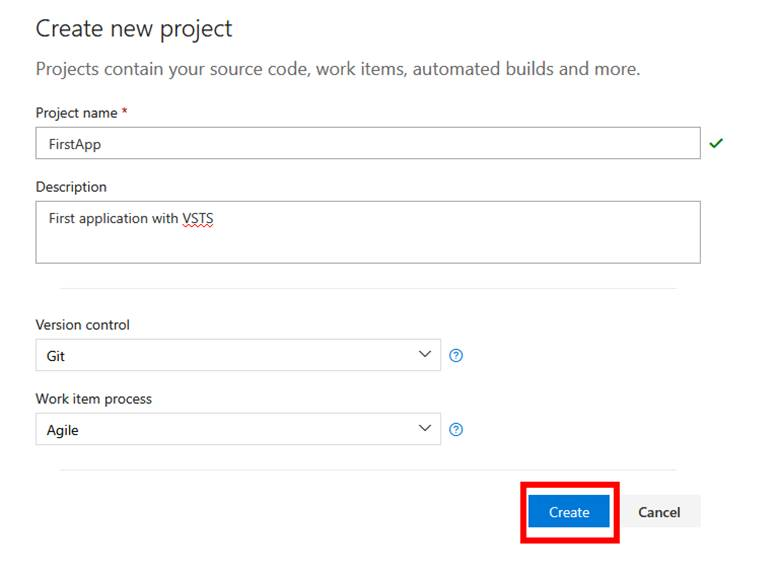 Create new project
Projects contain your source code, work items, automated builds and more.
Project name *
FirstApp
Description
First application with VSTS
Version control
Git
Work item process
Agile
Create Cancel